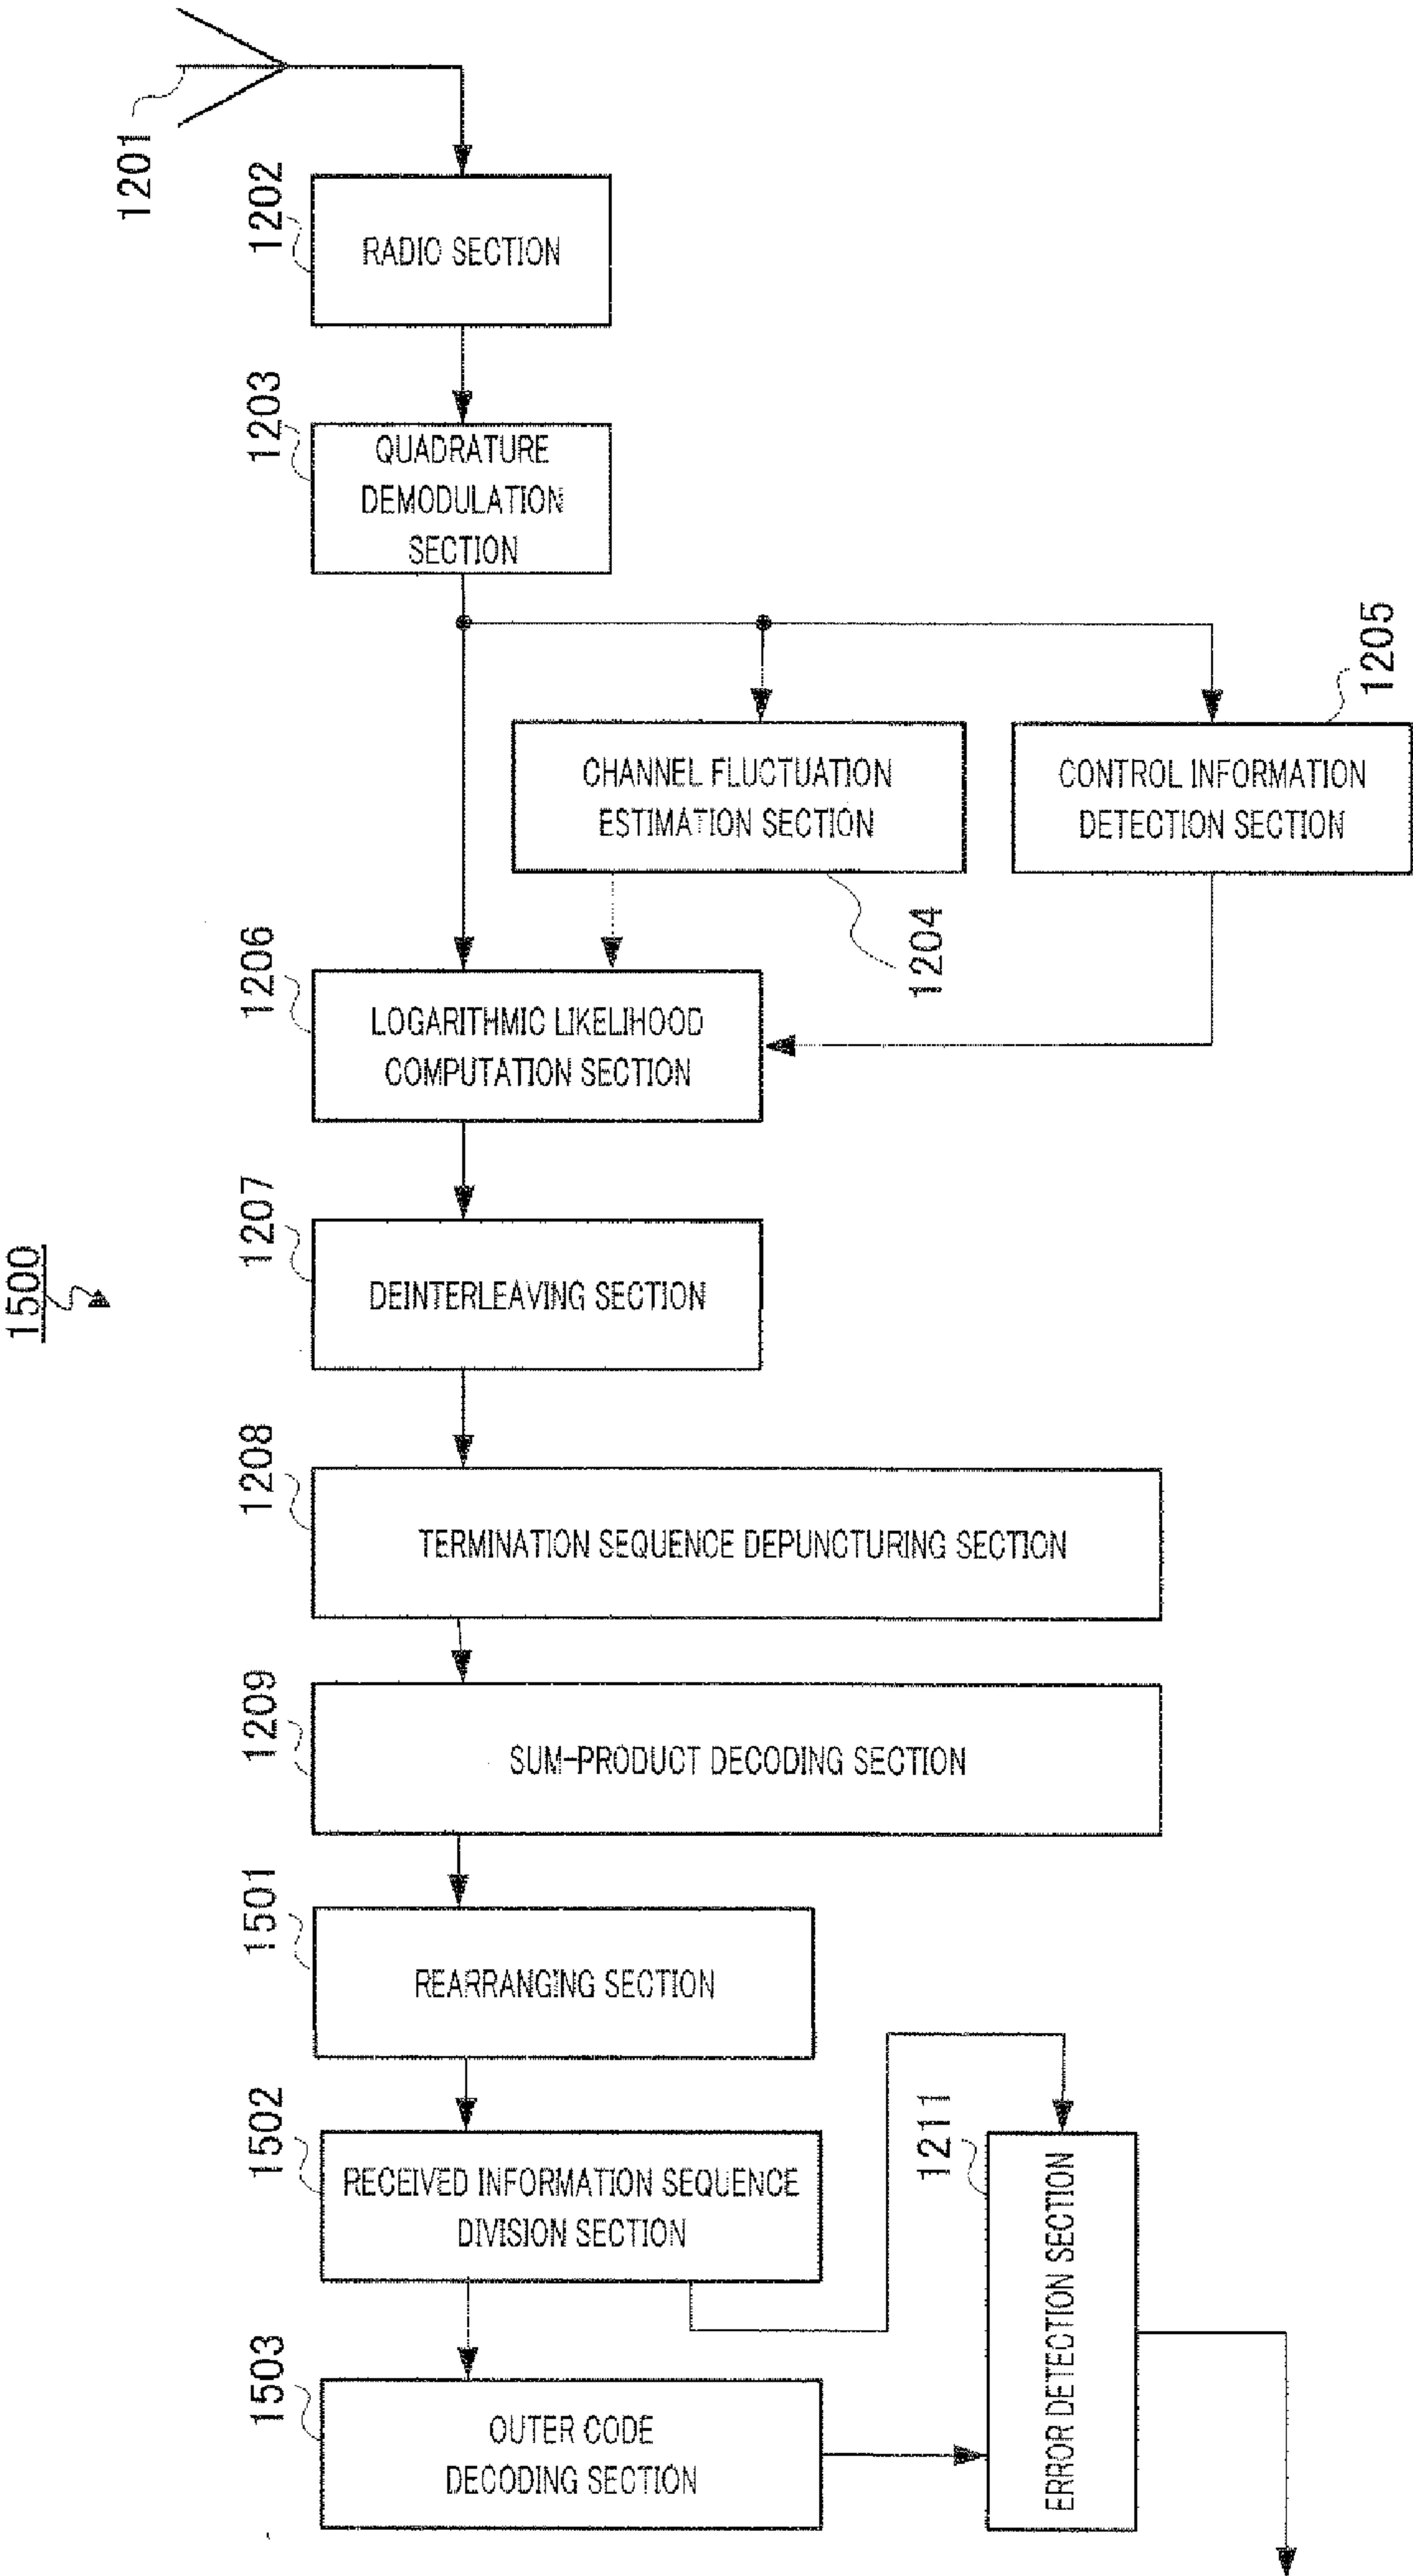 1500
1201
1202
RADIO SECTION
1203
QUADRATURE
DEMODULATION
SECTION
CHANNEL FLUCTUATION
ESTIMATION SECTION
1204
CONTROL INFORMATION
DETECTION SECTION
1205
1206
LOGARITHMIC LIKELIHOOD
COMPUTATION SECTION
1207
DEINTERLEAVING SECTION
1208
TERMINATION SEQUENCE DEPUNCTURING SECTION
1209
SUM-PRODUCT DECODING SECTION
1501
REARRANGING SECTION
1502
RECEIVED INFORMATION SEQUENCE
DIVISION SECTION
1503
OUTER CODE
DECODING SECTION
1211
ERROR DETECTION SECTION